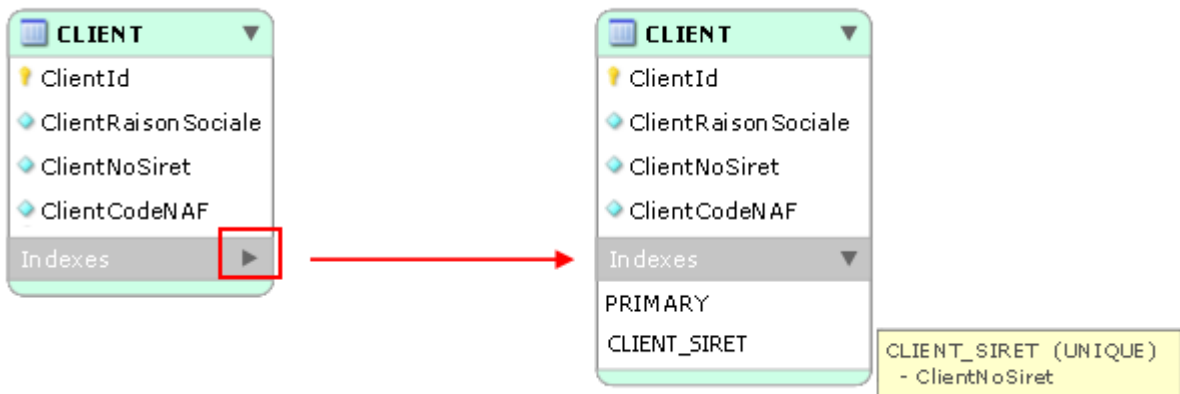 CLIENT
ClientId
ClientRaisonSociale
ClientNoSiret
ClientCodeNAF
Indexes
CLIENT
ClientId
ClientRaisonSociale
ClientNoSiret
ClientCodeNAF
Indexes
PRIMARY
CLIENT_SIRET
CLIENT_SIRET (UNIQUE)
- ClientNoSiret